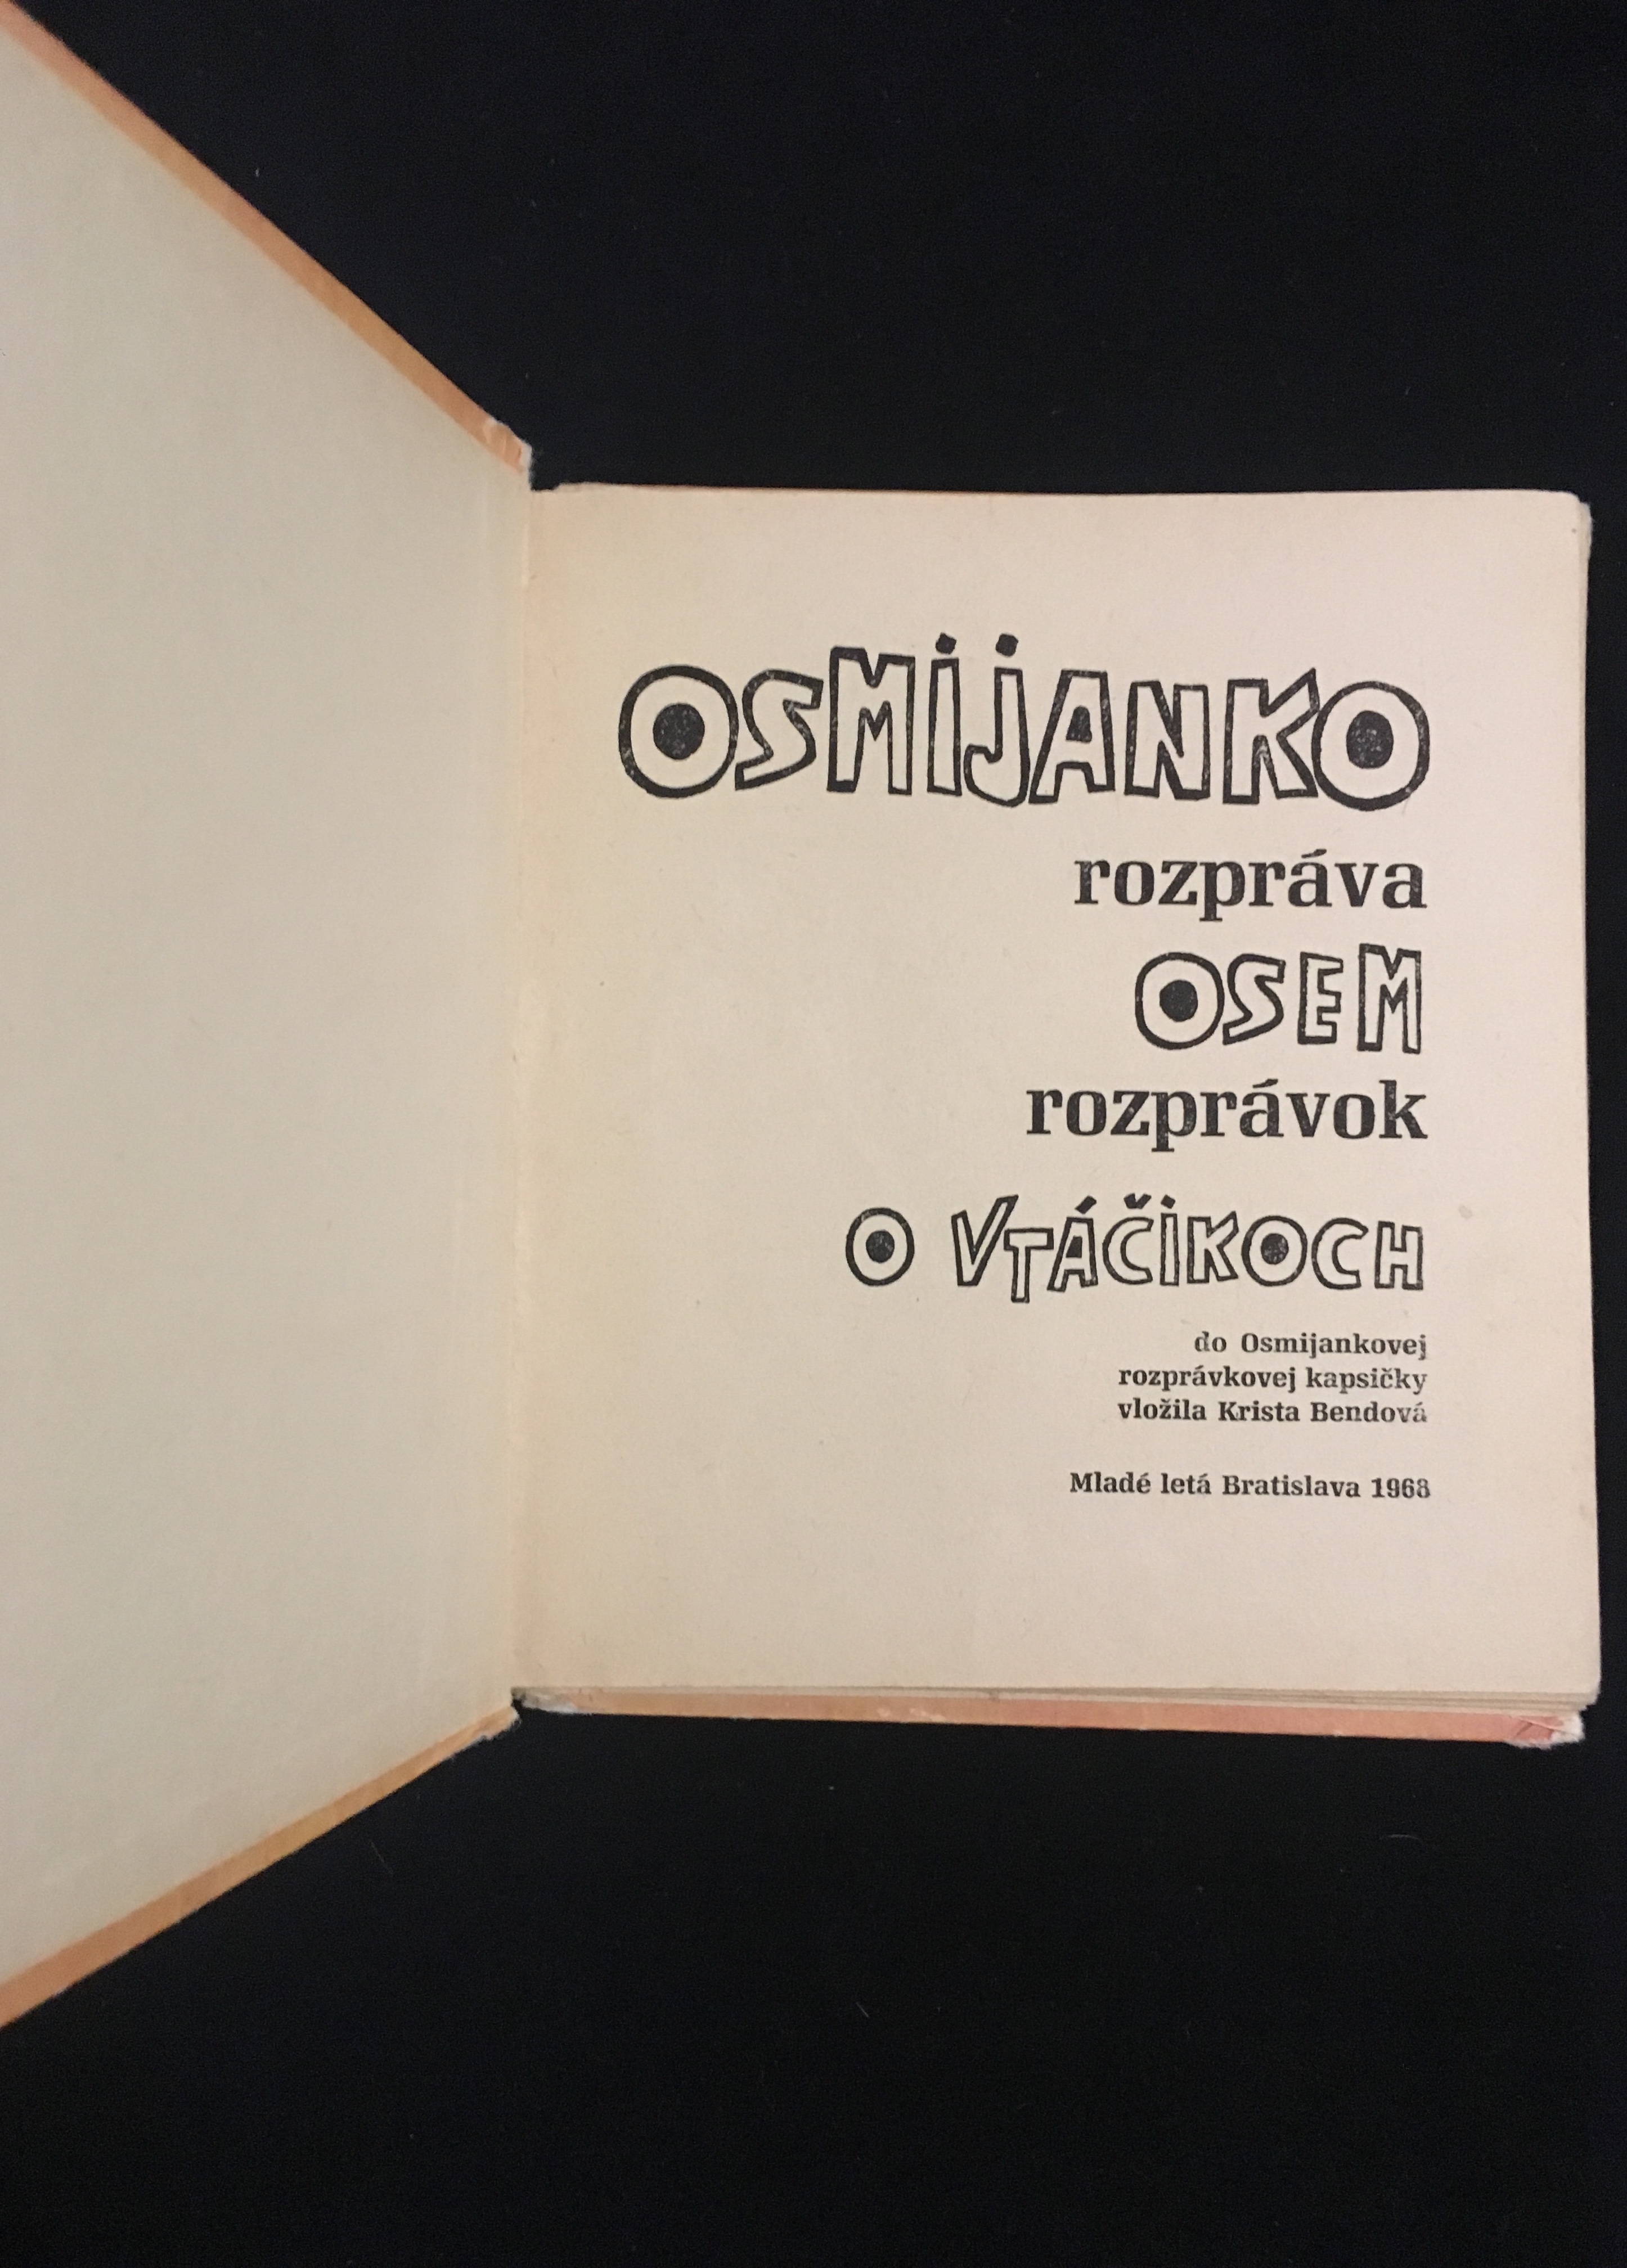 OSMIJANKO
rozpráva
OSEM
rozprávok
O VTÁČIKOCH
do Osmijankovej
rozprávkovej kapsičky
vložila Krista Bendová
Mladé letá Bratislava 1968